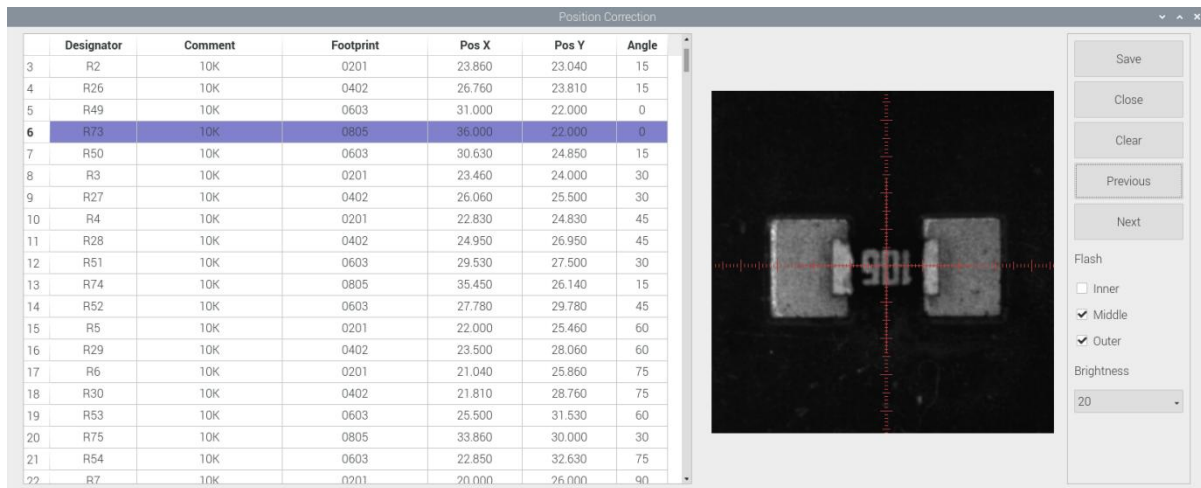 Position Correction
Designator Comment Footprint Pos X Pos Y Angle
3 R2 10K 0201 23.860 23.040 15
4 R26 10K 0402 26.760 23.810 15
5 R49 10K 0603 31.000 22.000 0
6 R73 10K 0805 36.000 22.000 0
7 R50 10K 0603 30.630 24.850 15
8 R3 10K 0201 23.460 24.000 30
9 R27 10K 0402 26.060 25.500 30
10 R4 10K 0201 22.830 24.830 45
11 R28 10K 0402 24.950 26.950 45
12 R51 10K 0603 29.530 27.500 30
13 R74 10K 0805 35.450 26.140 15
14 R52 10K 0603 27.780 29.780 45
15 R5 10K 0201 22.000 25.460 60
16 R29 10K 0402 23.500 28.060 60
17 R6 10K 0201 21.040 25.860 75
18 R30 10K 0402 21.810 28.760 75
19 R53 10K 0603 25.500 31.530 60
20 R75 10K 0805 33.860 30.000 30
21 R54 10K 0603 22.850 32.630 75
22 R7 10K 0201 20.000 26.000 90
105
Save
Close
Clear
Previous
Next
Flash
Inner
Middle
Outer
Brightness
20